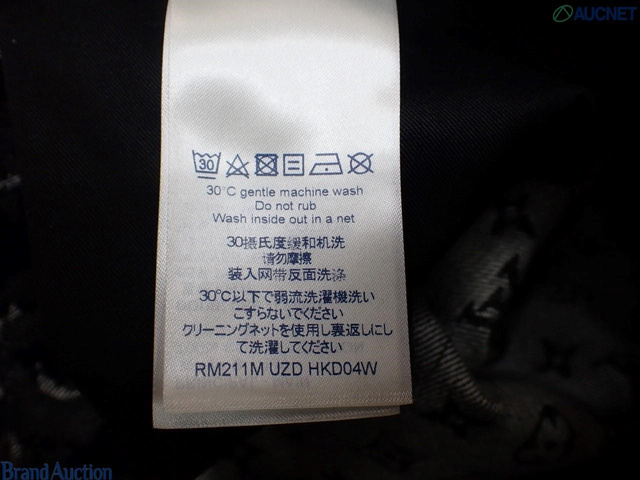 AUCNET
30
30°C gentle machine wash
Do not rub
Wash inside out in a net
30摄氏度缓和机洗
请勿摩擦
装入网带反面洗涤
30℃以下で弱流洗濯機洗い
こすらないでください
クリーニングネットを使用し裏返しにし
て洗濯してください
RM211M UZD HKD04W
Brand Auction